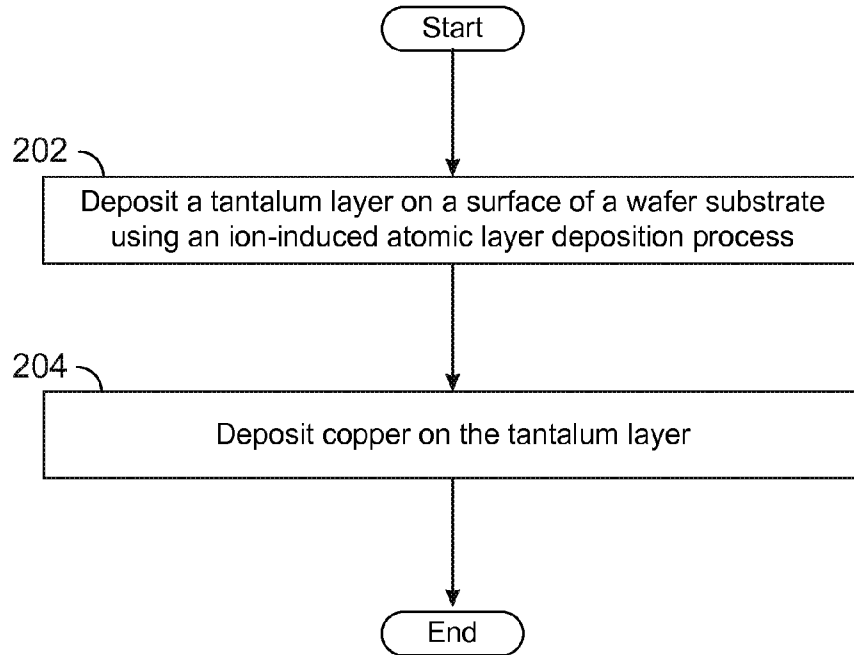 Start
202
Deposit a tantalum layer on a surface of a wafer substrate
using an ion-induced atomic layer deposition process
204
Deposit copper on the tantalum layer
End